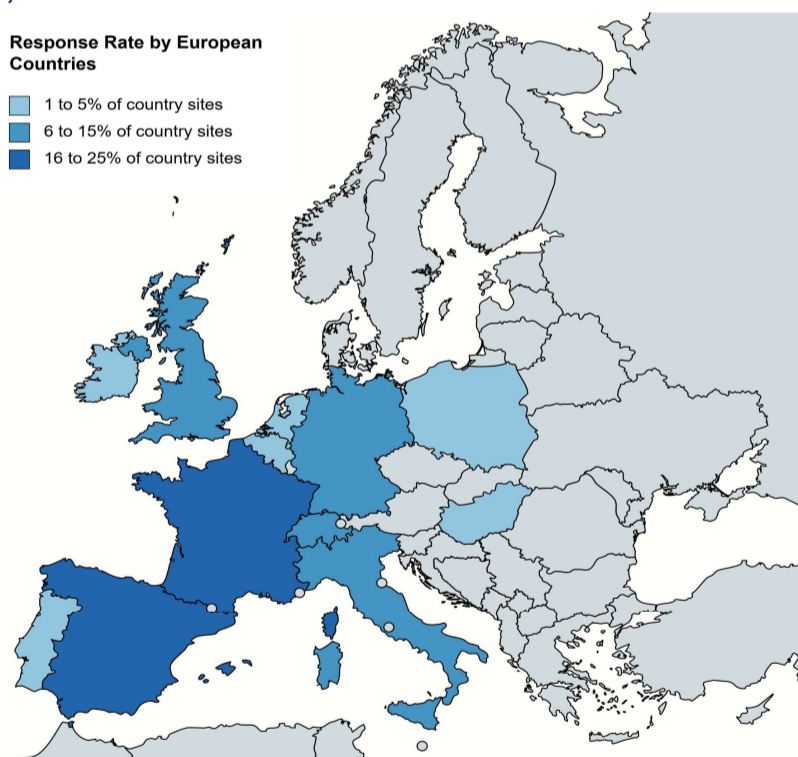 Response Rate by European
Countries
1 to 5% of country sites
6 to 15% of country sites
16 to 25% of country sites